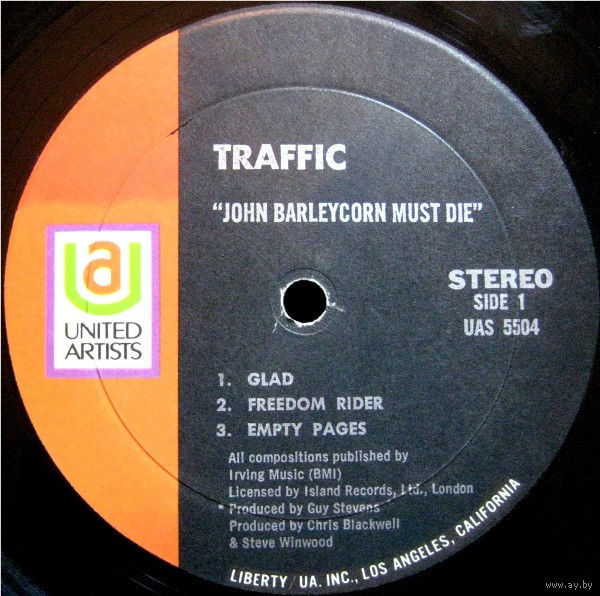 TRAFFIC
"JOHN BARLEYCORN MUST DIE"
STEREO
SIDE 1
UAS 5504
ua
UNITED
ARTISTS
1. GLAD
2. FREEDOM RIDER
3. EMPTY PAGES
All compositions published by
Irving Music (BMI)
Licensed by Island Records, Ltd., London
* Produced by Guy Stevens
Produced by Chris Blackwell
& Steve Winwood
LIBERTY/UA. INC., LOS ANGELES, CALIFORNIA
www.ay.by